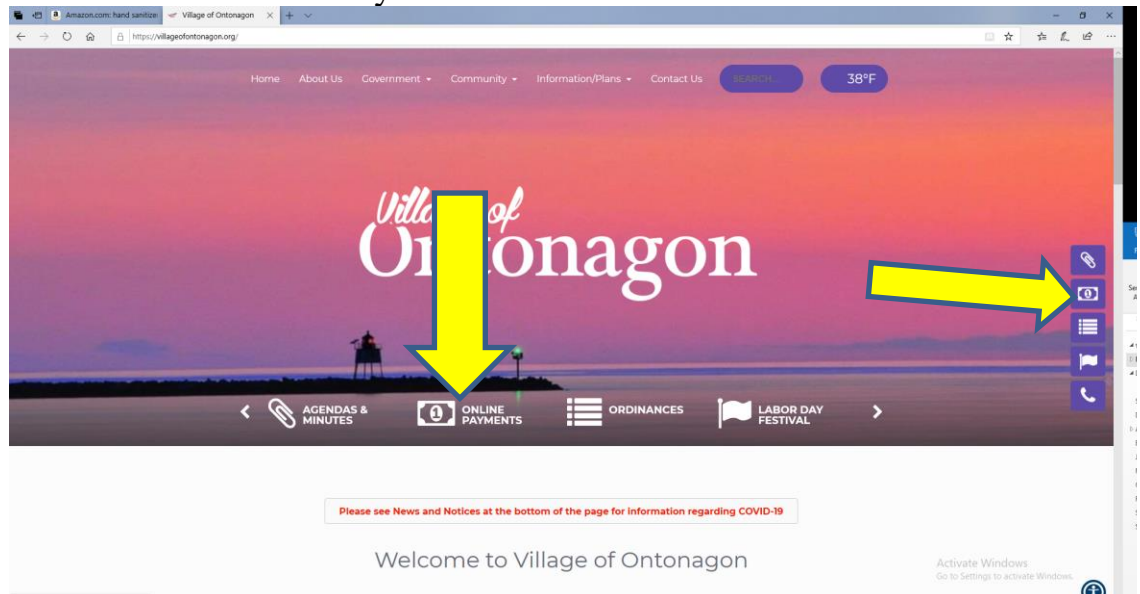 Amazon.com: hand sanitizer
Village of Ontonagon
https://villageofontonagon.org/
Home About Us Government Community Information/Plans Contact Us SEARCH... 38°F
of
onagon
AGENDAS & MINUTES
ONLINE PAYMENTS
ORDINANCES
LABOR DAY FESTIVAL
Please see News and Notices at the bottom of the page for information regarding COVID-19
Welcome to Village of Ontonagon
Activate Windows
Go to Settings to activate Windows.